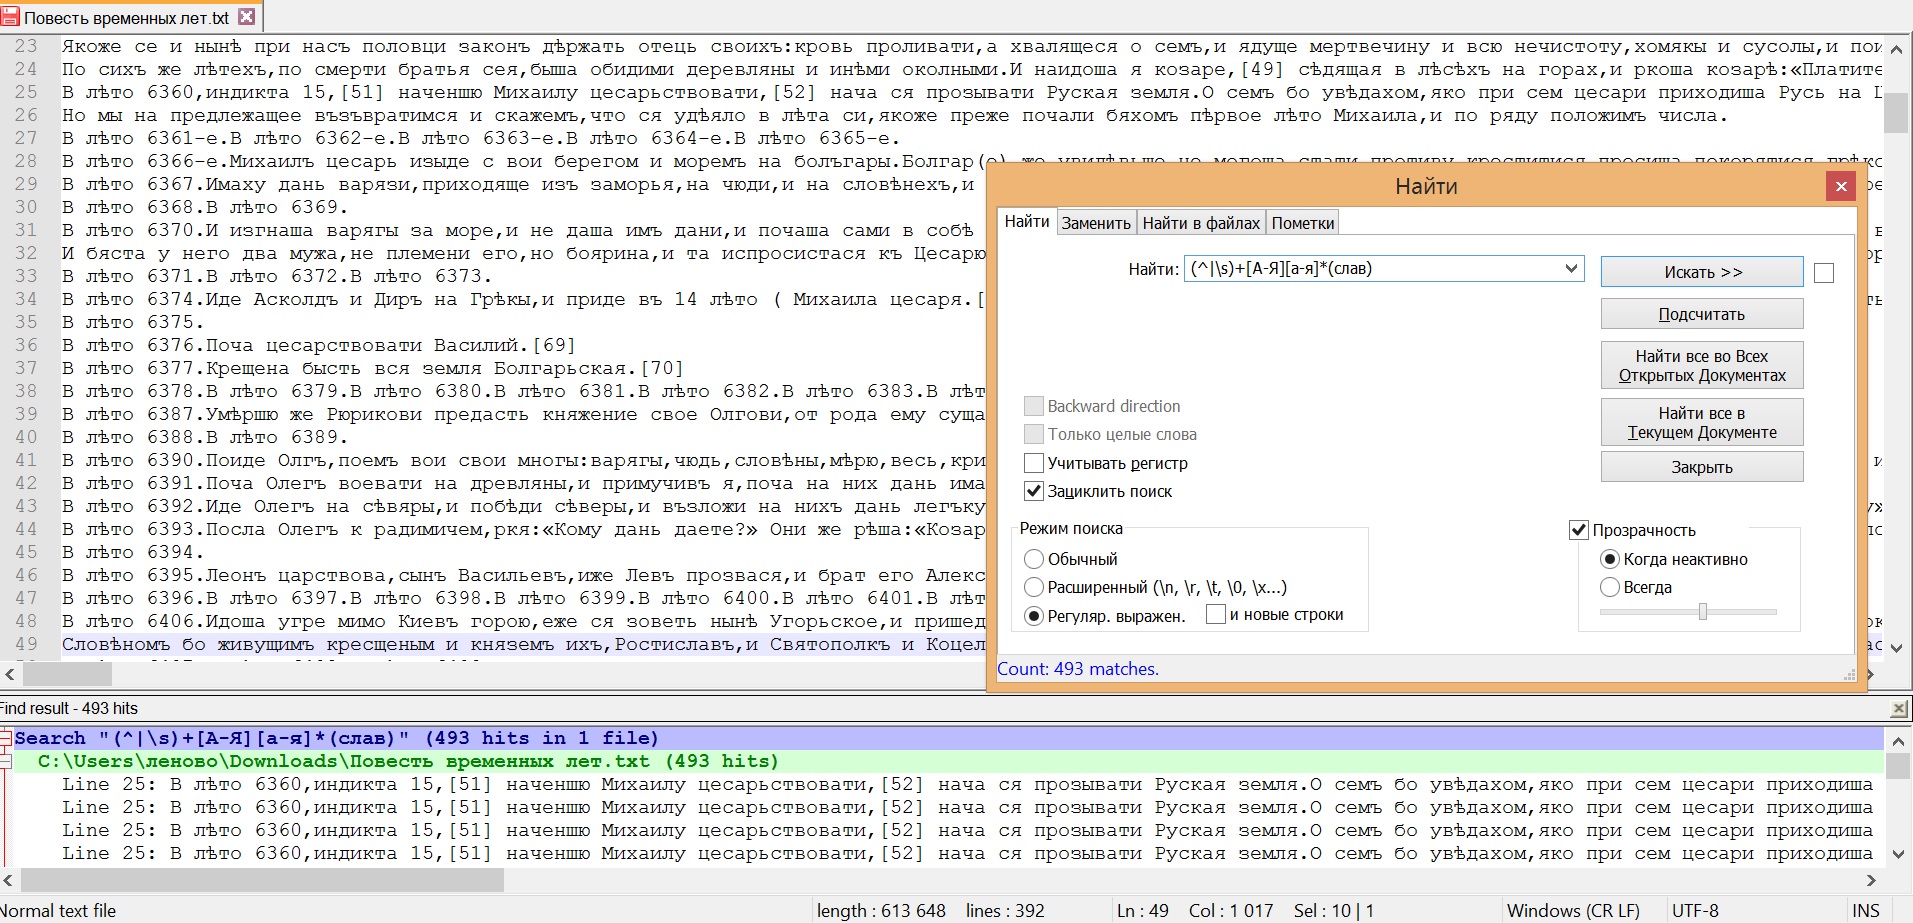 Повесть временных лет.txt
23 Якоже се и нынѣ при насъ половци законъ дѣржать отець своихъ:кровь проливати,а хвалящеся о семъ,и ядуще мертвечину и всю нечистоту,хомякы и сусолы,и пои
24 По сихъ же лѣтехъ,по смерти братья сея,быша обидими деревляны и инѣми околными.И наидоша я козаре,[49] сѣдящая в лѣсѣхъ на горах,и ркоша козарѣ:«Платите
25 В лѣто 6360,индикта 15,[51] наченшю Михаилу цесарьствовати,[52] нача ся прозывати Руская земля.О семъ бо увѣдахом,яко при сем цесари приходиша Русь на Ц
26 Но мы на предлежащее възъвратимся и скажемъ,что ся удѣяло в лѣта си,якоже преже почали бяхомъ пѣрвое лѣто Михаила,и по ряду положимъ числа.
27 В лѣто 6361-е.В лѣто 6362-е.В лѣто 6363-е.В лѣто 6364-е.В лѣто 6365-е.
28 В лѣто 6366-е.Михаилъ цесарь изыде с вои берегом и моремъ на болъгары.Болгар(е) же увидѣвьше не могоша стати противу креститися просиша покорятися грѣко
29 В лѣто 6367.Имаху дань варязи,приходяще изъ заморья,на чюди,и на словѣнехъ,и
30 В лѣто 6368.В лѣто 6369.
31 В лѣто 6370.И изгнаша варягы за море,и не даша имъ дани,и почаша сами в собѣ
32 И бяста у него два мужа,не племени его,но боярина,и та испросистася къ Цесарю
33 В лѣто 6371.В лѣто 6372.В лѣто 6373.
34 В лѣто 6374.Иде Асколдъ и Диръ на Грѣкы,и приде въ 14 лѣто ( Михаила цесаря.[
35 В лѣто 6375.
36 В лѣто 6376.Поча цесарствовати Василий.[69]
37 В лѣто 6377.Крещена бысть вся земля Болгарьская.[70]
38 В лѣто 6378.В лѣто 6379.В лѣто 6380.В лѣто 6381.В лѣто 6382.В лѣто 6383.В лѣт
39 В лѣто 6387.Умѣршю же Рюрикови предасть княжение свое Олгови,от рода ему суща
40 В лѣто 6388.В лѣто 6389.
41 В лѣто 6390.Поиде Олгъ,поемъ вои свои многы:варягы,чюдь,словѣны,мѣрю,весь,кри
42 В лѣто 6391.Поча Олегъ воевати на древляны,и примучивъ я,поча на них дань има
43 В лѣто 6392.Иде Олегъ на сѣвяры,и побѣди сѣверы,и възложи на нихъ дань легъку
44 В лѣто 6393.Посла Олегъ к радимичем,ркя:«Кому дань даете?» Они же рѣша:«Козар
45 В лѣто 6394.
46 В лѣто 6395.Леонъ царствова,сынъ Васильевъ,иже Левъ прозвася,и брат его Алекс
47 В лѣто 6396.В лѣто 6397.В лѣто 6398.В лѣто 6399.В лѣто 6400.В лѣто 6401.В лѣт
48 В лѣто 6406.Идоша угре мимо Киевъ горою,еже ся зоветь нынѣ Угорьское,и пришед
49 Словѣномъ бо живущимъ крещеным и княземъ ихъ,Ростиславъ,и Святополкъ и Коцел
Найти
Найти Заменить Найти в файлах Пометки
Найти: (^|\s)+[А-Я][а-я]*(слав)
Искать >>
Подсчитать
Найти все во Всех
Открытых Документах
Найти все в
Текущем Документе
Закрыть
Backward direction
Только целые слова
Учитывать регистр
Зациклить поиск
Режим поиска
Обычный
Расширенный (\n, \r, \t, \0, \x...)
Регуляр. выражен. и новые строки
Прозрачность
Когда неактивно
Всегда
Count: 493 matches.
Find result - 493 hits
Search "(^|\s)+[А-Я][а-я]*(слав)" (493 hits in 1 file)
C:\Users\леново\Downloads\Повесть временных лет.txt (493 hits)
Line 25: В лѣто 6360,индикта 15,[51] наченшю Михаилу цесарьствовати,[52] нача ся прозывати Руская земля.О семъ бо увѣдахом,яко при сем цесари приходиша
Line 25: В лѣто 6360,индикта 15,[51] наченшю Михаилу цесарьствовати,[52] нача ся прозывати Руская земля.О семъ бо увѣдахом,яко при сем цесари приходиша
Line 25: В лѣто 6360,индикта 15,[51] наченшю Михаилу цесарьствовати,[52] нача ся прозывати Руская земля.О семъ бо увѣдахом,яко при сем цесари приходиша
Line 25: В лѣто 6360,индикта 15,[51] наченшю Михаилу цесарьствовати,[52] нача ся прозывати Руская земля.О семъ бо увѣдахом,яко при сем цесари приходиша
Normal text file length : 613 648 lines : 392 Ln : 49 Col : 1 017 Sel : 10 | 1 Windows (CR LF) UTF-8 INS